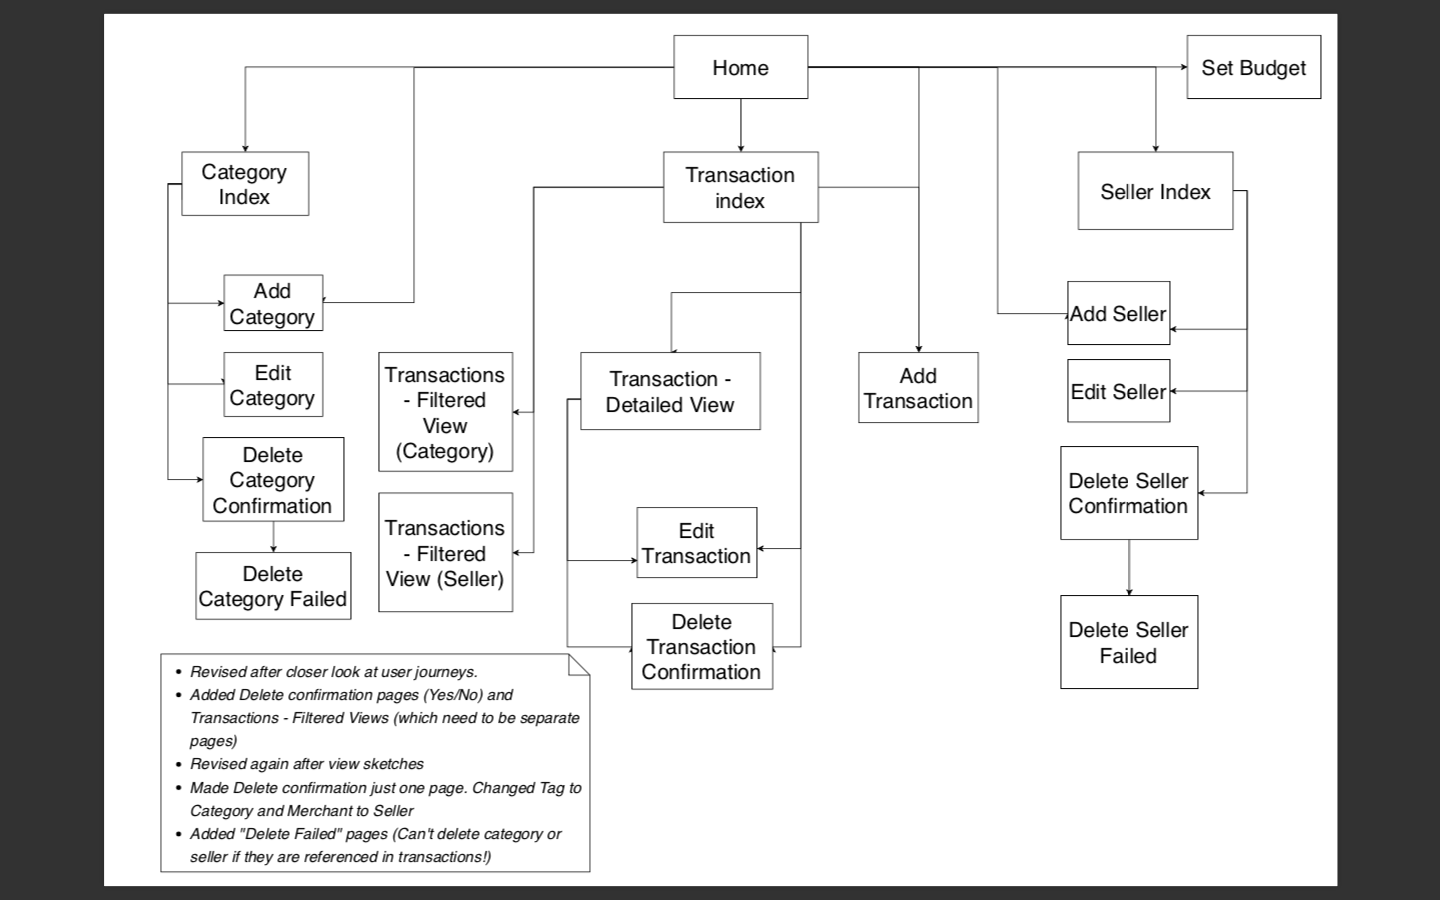 Home
Set Budget
Category
Index
Transaction
index
Seller Index
Add
Category
Add Seller
Edit
Category
Transactions
- Filtered
View
(Category)
Transaction -
Detailed View
Add
Transaction
Edit Seller
Delete
Category
Confirmation
Delete Seller
Confirmation
Transactions
- Filtered
View (Seller)
Edit
Transaction
Delete
Category Failed
Delete
Transaction
Confirmation
Delete Seller
Failed
• Revised after closer look at user journeys.
• Added Delete confirmation pages (Yes/No) and
Transactions - Filtered Views (which need to be separate
pages)
• Revised again after view sketches
• Made Delete confirmation just one page. Changed Tag to
Category and Merchant to Seller
• Added "Delete Failed" pages (Can't delete category or
seller if they are referenced in transactions!)